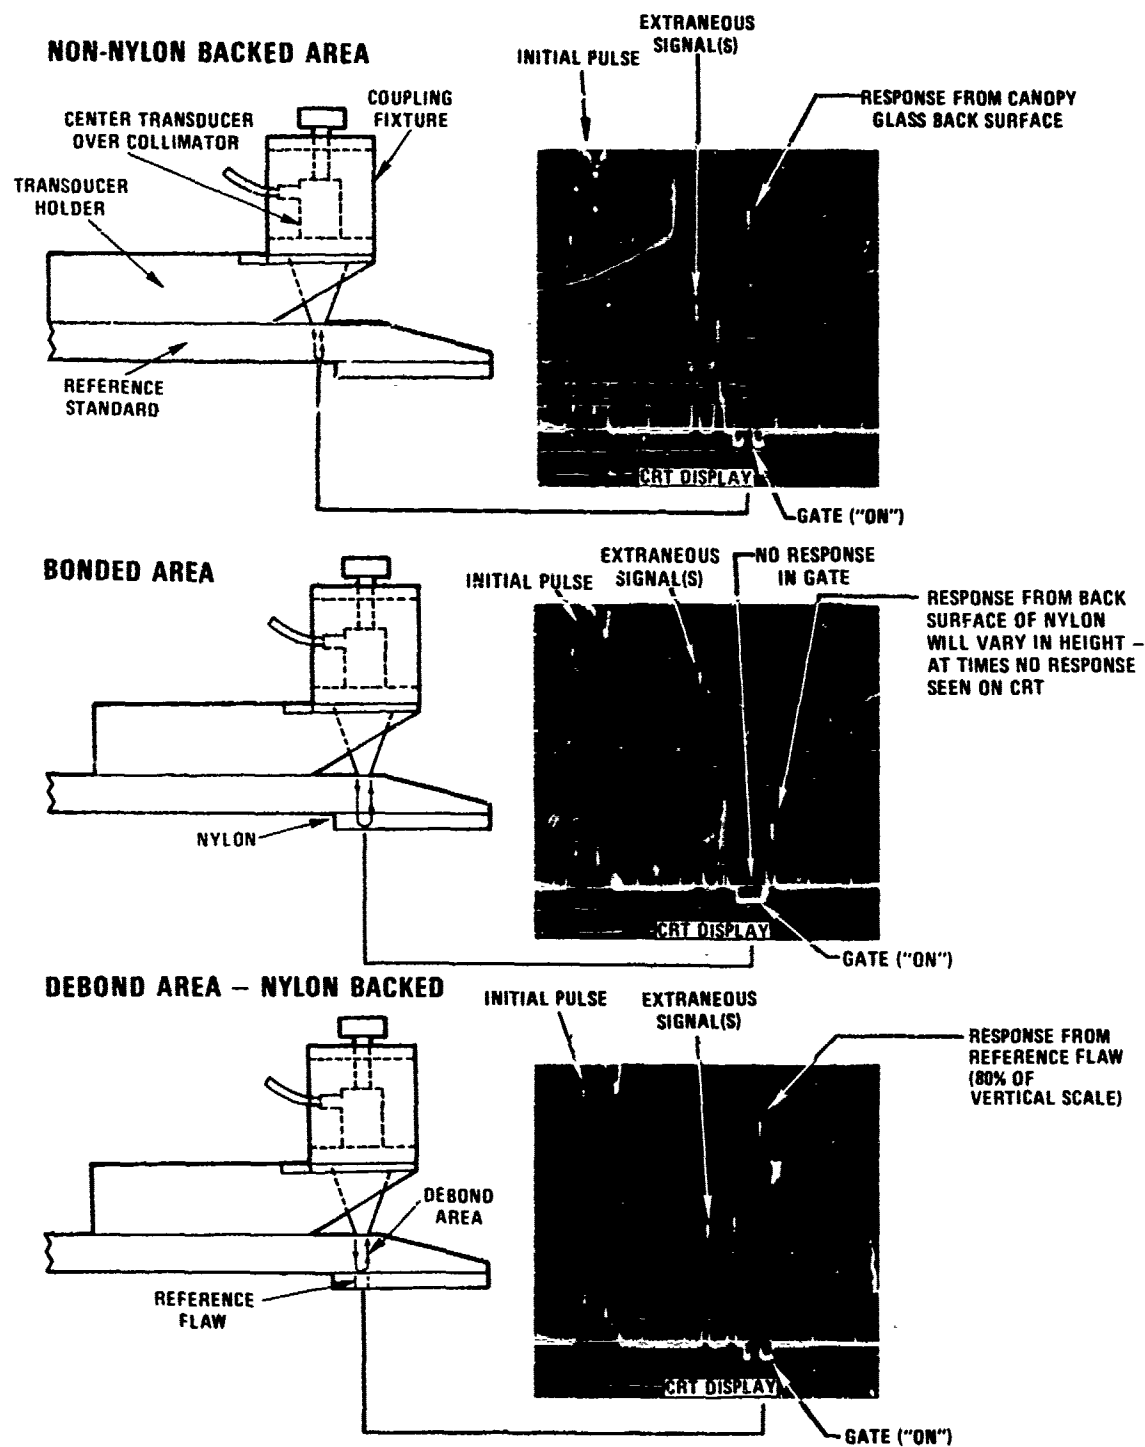 NON-NYLON BACKED AREA
CENTER TRANSDUCER
OVER COLLIMATOR
COUPLING
FIXTURE
TRANSDUCER
HOLDER
REFERENCE
STANDARD
INITIAL PULSE
EXTRANEOUS
SIGNAL(S)
RESPONSE FROM CANOPY
GLASS BACK SURFACE
CRT DISPLAY
GATE ("ON")
BONDED AREA
NYLON
INITIAL PULSE
EXTRANEOUS
SIGNAL(S)
NO RESPONSE
IN GATE
RESPONSE FROM BACK
SURFACE OF NYLON
WILL VARY IN HEIGHT –
AT TIMES NO RESPONSE
SEEN ON CRT
CRT DISPLAY
GATE ("ON")
DEBOND AREA – NYLON BACKED
DEBOND
AREA
REFERENCE
FLAW
INITIAL PULSE
EXTRANEOUS
SIGNAL(S)
RESPONSE FROM
REFERENCE FLAW
(80% OF
VERTICAL SCALE)
CRT DISPLAY
GATE ("ON")